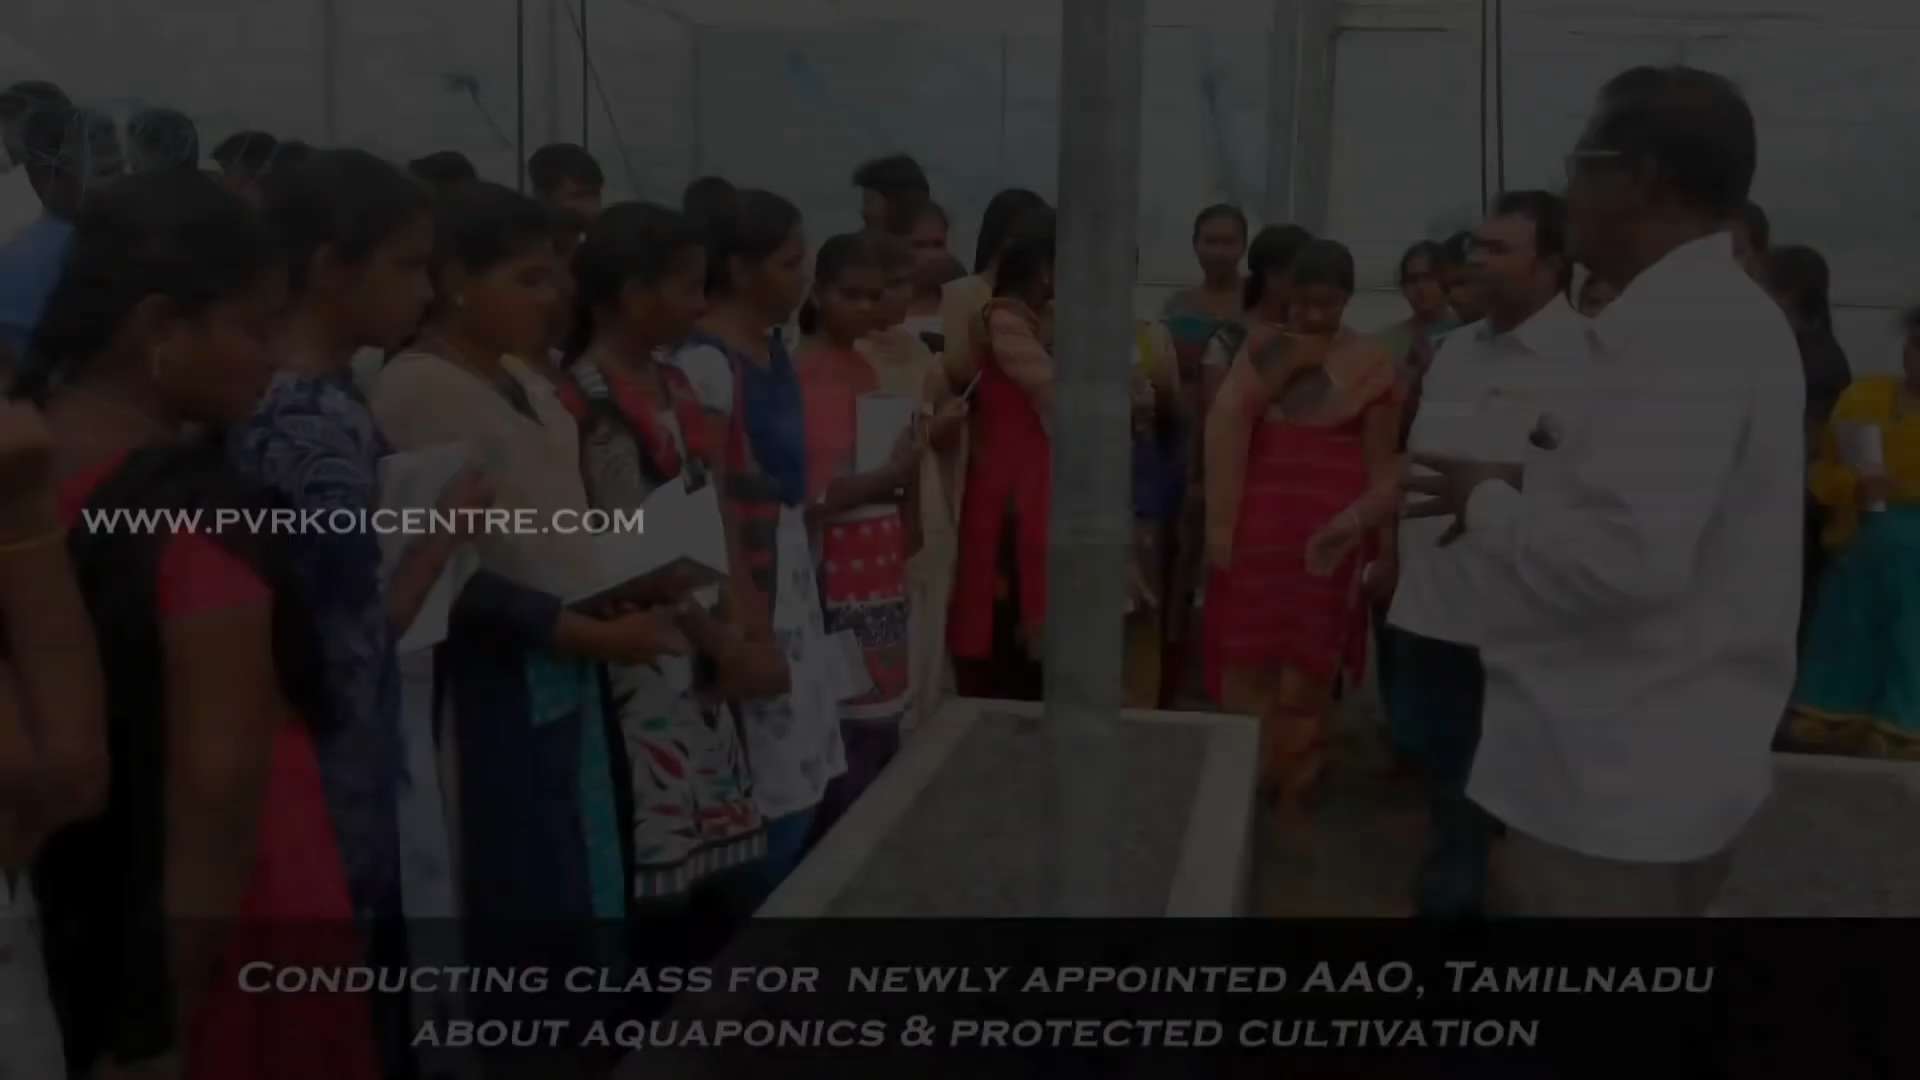 WWW.PVRKOICENTRE.COM
CONDUCTING CLASS FOR NEWLY APPOINTED AAO, TAMILNADU
ABOUT AQUAPONICS & PROTECTED CULTIVATION